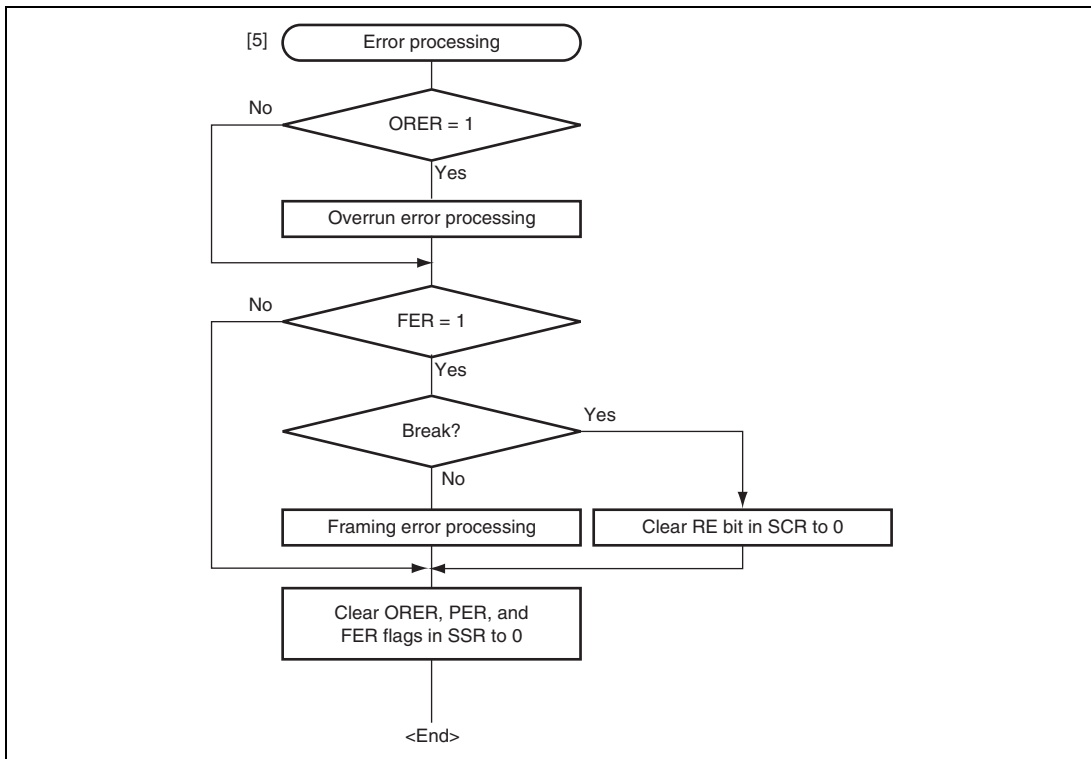 [5] Error processing
No
ORER = 1
Yes
Overrun error processing
No
FER = 1
Yes
Yes
Break?
No
Framing error processing
Clear RE bit in SCR to 0
Clear ORER, PER, and
FER flags in SSR to 0
<End>